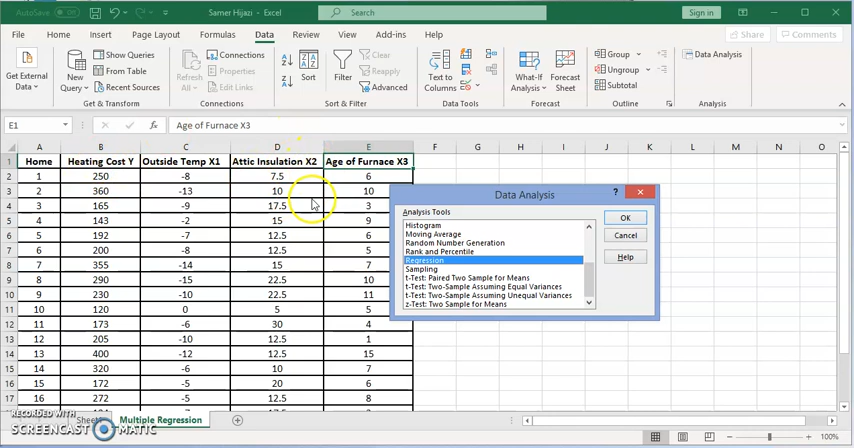 AutoSave Off Samer Hijazi - Excel Search Sign in
File Home Insert Page Layout Formulas Data Review View Add-ins Help Share Comments
Get External Data
New Query
Show Queries
From Table
Recent Sources
Get & Transform
Refresh All
Connections
Properties
Edit Links
Connections
Sort
Filter
Clear
Reapply
Advanced
Sort & Filter
Text to Columns
Data Tools
What-If Analysis
Forecast Sheet
Forecast
Group
Ungroup
Subtotal
Outline
Data Analysis
Analysis
E1 fx Age of Furnace X3
A B C D E F G H I J K L M N O
1 Home Heating Cost Y Outside Temp X1 Attic Insulation X2 Age of Furnace X3
2 1 250 -8 7.5 6
3 2 360 -13 10 10
4 3 165 -9 17.5 3
5 4 143 -2 15 9
6 5 192 -7 12.5 6
7 6 200 -8 12.5 5
8 7 355 -14 15 7
9 8 290 -15 22.5 10
10 9 230 -10 22.5 11
11 10 120 0 5 5
12 11 173 -6 30 4
13 12 205 -10 12.5 1
14 13 400 -12 12.5 15
15 14 320 -6 10 7
16 15 172 -5 20 6
17 16 272 -5 12.5 8
Data Analysis ?
Analysis Tools
Histogram
Moving Average
Random Number Generation
Rank and Percentile
Regression
Sampling
t-Test: Paired Two Sample for Means
t-Test: Two-Sample Assuming Equal Variances
t-Test: Two-Sample Assuming Unequal Variances
z-Test: Two Sample for Means
OK
Cancel
Help
RECORDED WITH
SCREENCAST MATIC
Multiple Regression
100%